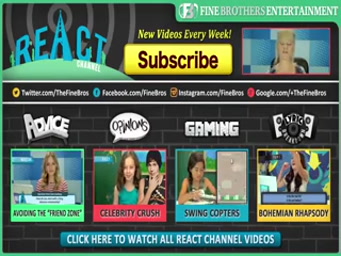 REACT
CHANNEL
FINE BROTHERS ENTERTAINMENT
New Videos Every Week!
Subscribe
Twitter.com/TheFineBros
Facebook.com/FineBros
Instagram.com/FineBros
Google.com/+TheFineBros
ADVICE
OPINIONS
GAMING
LYRIC
AVOIDING THE "FRIEND ZONE"
CELEBRITY CRUSH
SWING COPTERS
BOHEMIAN RHAPSODY
CLICK HERE TO WATCH ALL REACT CHANNEL VIDEOS